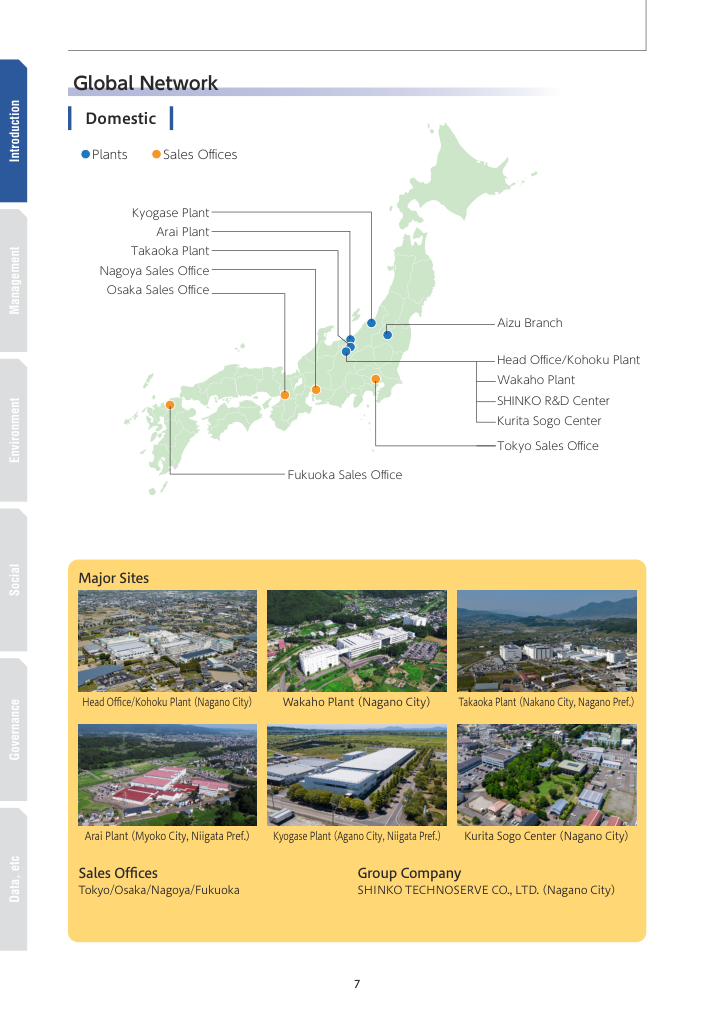 Global Network
Domestic
Plants
Sales Offices
Kyogase Plant
Arai Plant
Takaoka Plant
Nagoya Sales Office
Osaka Sales Office
Aizu Branch
Head Office/Kohoku Plant
Wakaho Plant
SHINKO R&D Center
Kurita Sogo Center
Tokyo Sales Office
Fukuoka Sales Office
Introduction
Management
Environment
Social
Governance
Data, etc
Major Sites
Head Office/Kohoku Plant (Nagano City)
Wakaho Plant (Nagano City)
Takaoka Plant (Nakano City, Nagano Pref.)
Arai Plant (Myoko City, Niigata Pref.)
Kyogase Plant (Agano City, Niigata Pref.)
Kurita Sogo Center (Nagano City)
Sales Offices
Tokyo/Osaka/Nagoya/Fukuoka
Group Company
SHINKO TECHNOSERVE CO., LTD. (Nagano City)
7